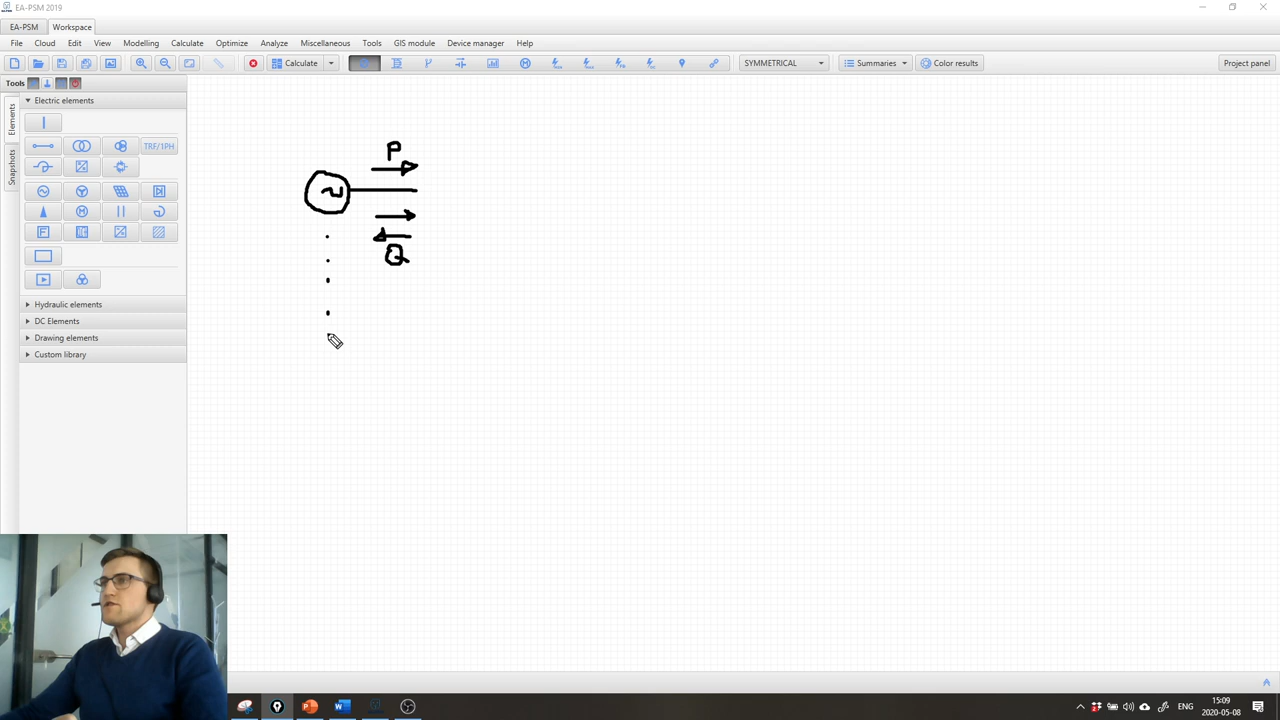 EA-PSM 2019
EA-PSM Workspace
File Cloud Edit View Modelling Calculate Optimize Analyze Miscellaneous Tools GIS module Device manager Help
Calculate SYMMETRICAL Summaries Color results Project panel
Tools
Elements
Snapshots
Electric elements
TRF/1PH
Hydraulic elements
DC Elements
Drawing elements
Custom library
P
Q
ENG
15:09
2020-05-08